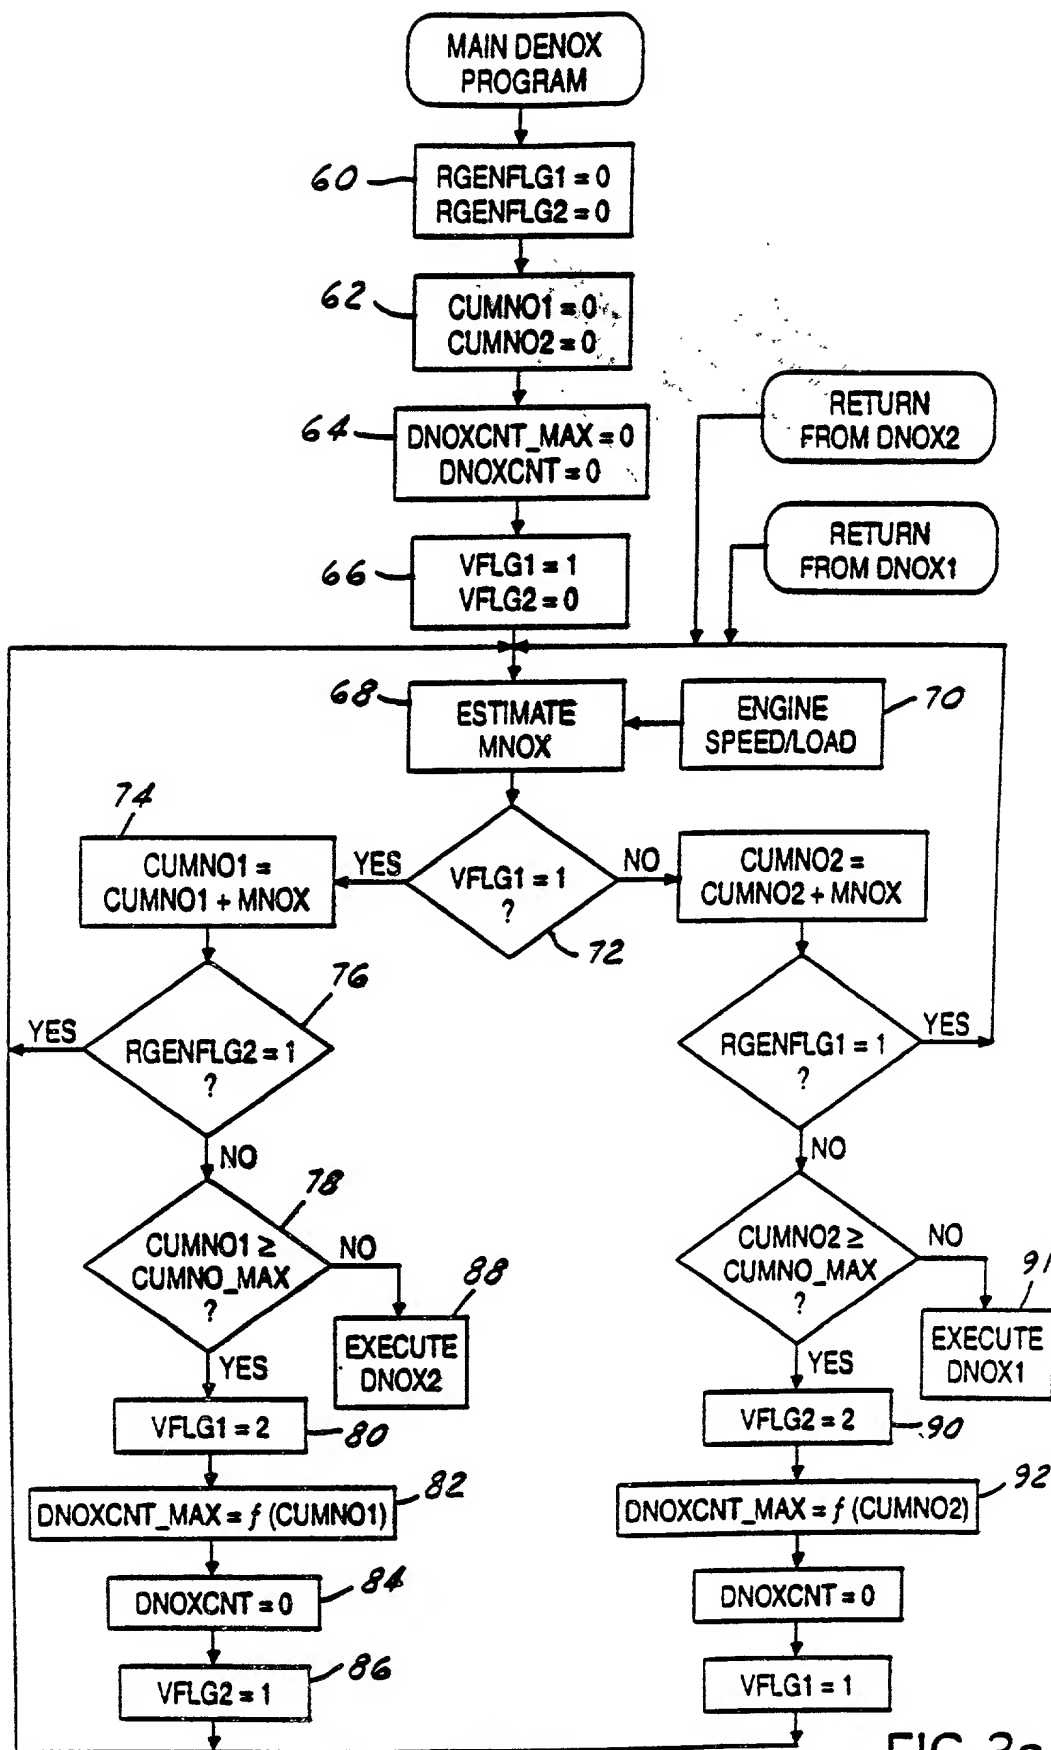 MAIN DENOX
PROGRAM
60
RGENFLG1 = 0
RGENFLG2 = 0
62
CUMNO1 = 0
CUMNO2 = 0
64
DNOXCNT_MAX = 0
DNOXCNT = 0
RETURN
FROM DNOX2
RETURN
FROM DNOX1
66
VFLG1 = 1
VFLG2 = 0
68
ESTIMATE
MNOX
ENGINE
SPEED/LOAD
70
74
CUMNO1 =
CUMNO1 + MNOX
YES
VFLG1 = 1
?
NO
72
CUMNO2 =
CUMNO2 + MNOX
76
YES
RGENFLG2 = 1
?
NO
RGENFLG1 = 1
?
YES
NO
78
CUMNO1 ≥
CUMNO_MAX
?
NO
88
EXECUTE
DNOX2
YES
CUMNO2 ≥
CUMNO_MAX
?
NO
91
EXECUTE
DNOX1
YES
VFLG1 = 2
80
VFLG2 = 2
90
DNOXCNT_MAX = f (CUMNO1)
82
DNOXCNT_MAX = f (CUMNO2)
92
DNOXCNT = 0
84
DNOXCNT = 0
VFLG2 = 1
86
VFLG1 = 1